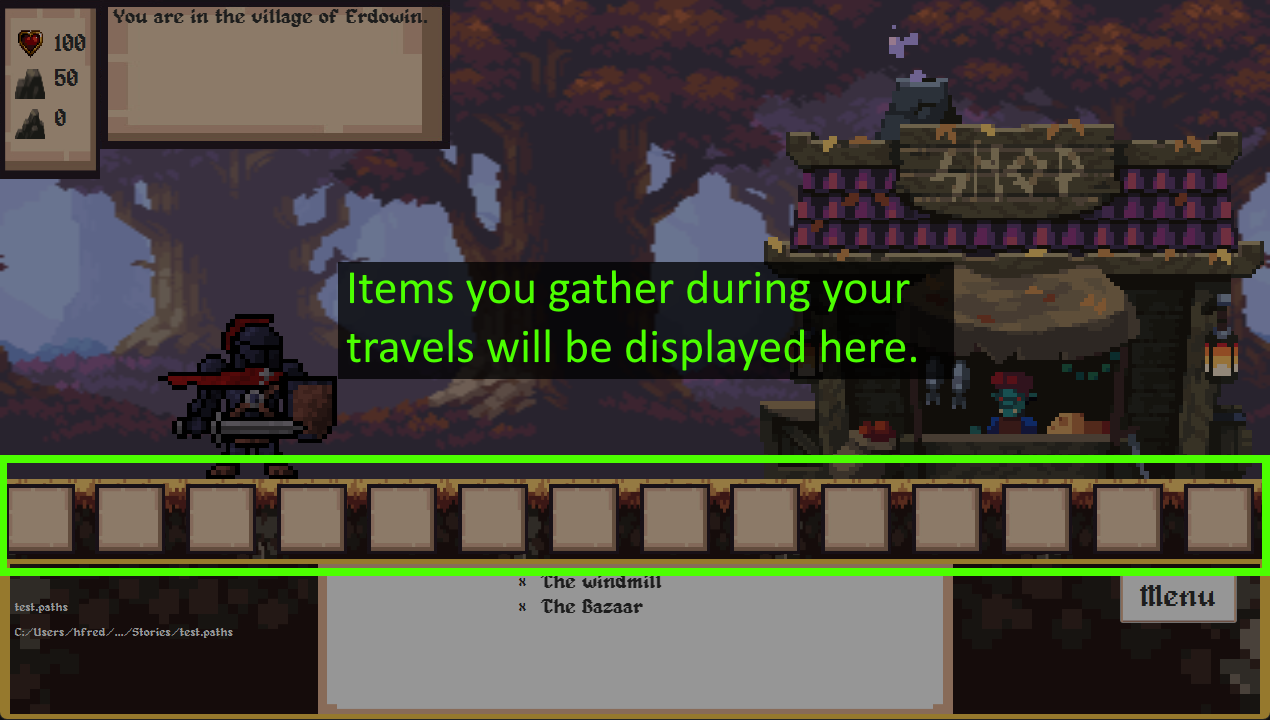 100
50
0
You are in the village of Erdowin.
SHOP
Items you gather during your
travels will be displayed here.
x The windmill
x The Bazaar
test.paths
C:/Users/hfred/.../Stories/test.paths
Menu